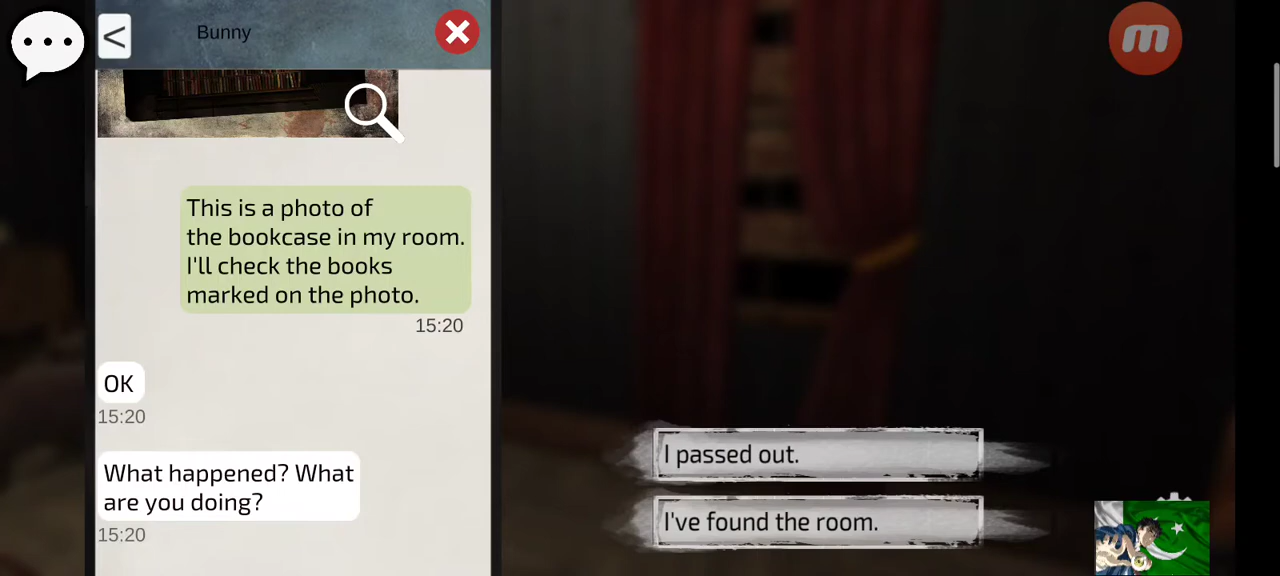 <
Bunny
This is a photo of
the bookcase in my room.
I'll check the books
marked on the photo.
15:20
OK
15:20
What happened? What
are you doing?
15:20
I passed out.
I've found the room.